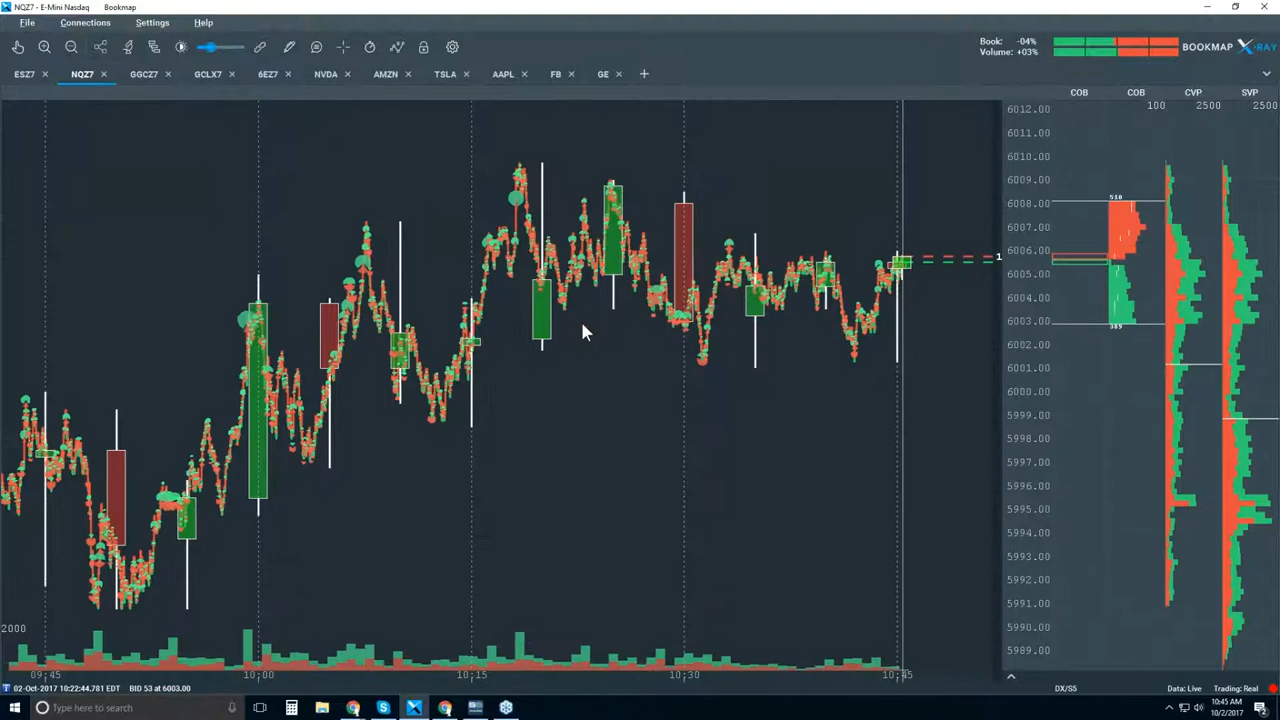 NQZ7 - E-Mini Nasdaq Bookmap
File Connections Settings Help
Book: -04%
Volume: +03%
BOOKMAP X-RAY
ESZ7 × NQZ7 × GGCZ7 × GCLX7 × 6EZ7 × NVDA × AMZN × TSLA × AAPL × FB × GE × +
COB COB CVP SVP
100 2500 2500
6012.00
6011.00
6010.00
6009.00
6008.00
510
6007.00
6006.00
1
6005.00
6004.00
6003.00
389
6002.00
6001.00
6000.00
5999.00
5998.00
5997.00
5996.00
5995.00
5994.00
5993.00
5992.00
5991.00
5990.00
5989.00
2000
09:45 10:00 10:15 10:30 10:45
02-Oct-2017 10:22:44.781 EDT BID 53 at 6003.00 DX/S5 Data: Live Trading: Real
Type here to search
10:45 AM
10/2/2017
2